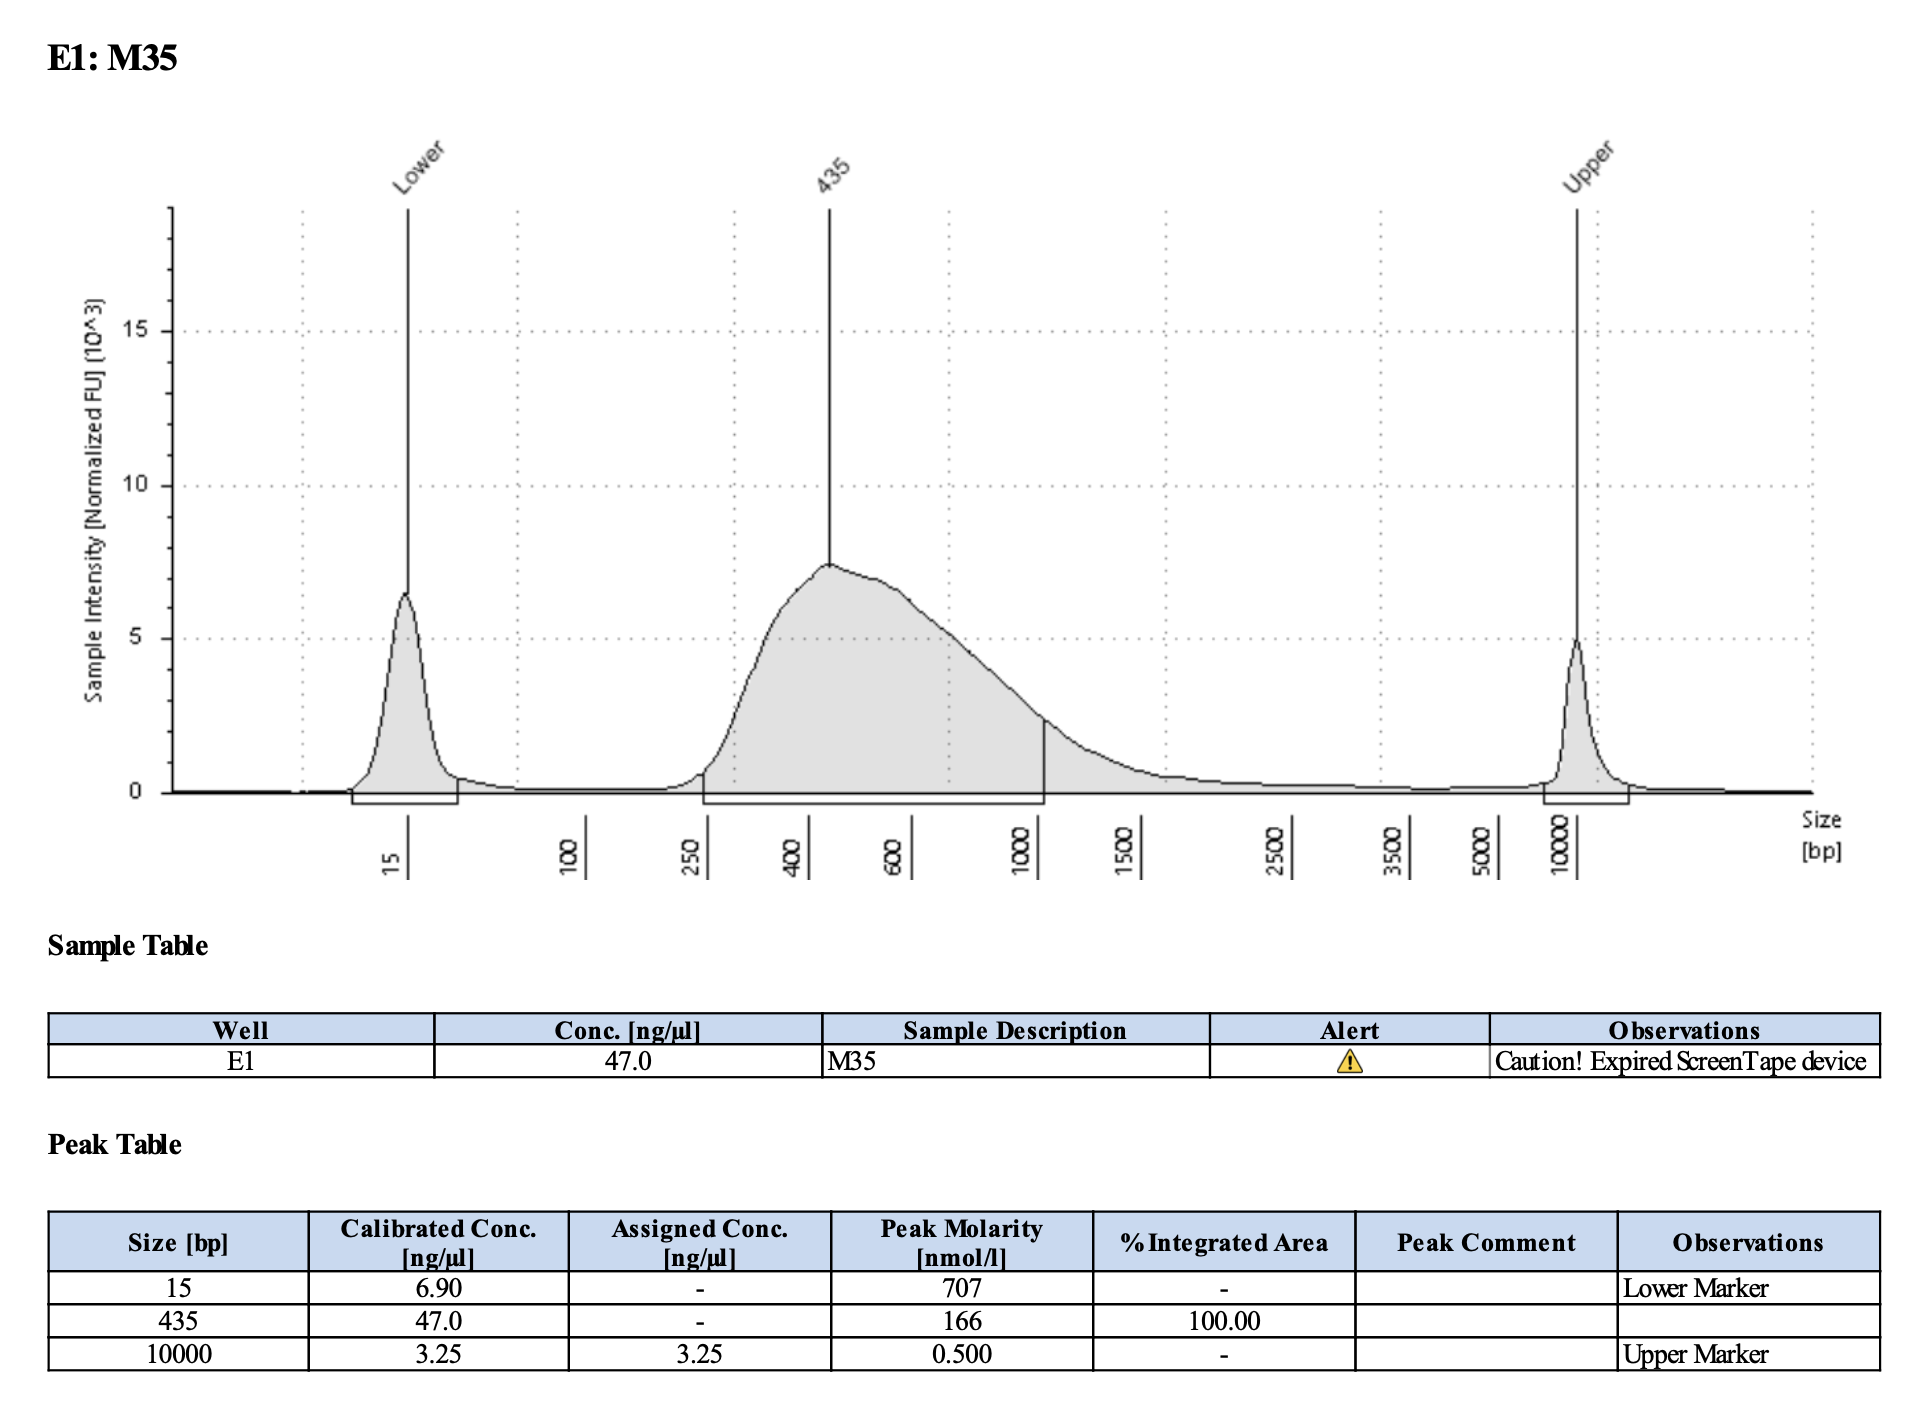 E1: M35
Lower
435
Upper
Sample Intensity [Normalized FU] (10^3)
15
10
5
0
15
100
250
400
600
1000
1500
2500
3500
5000
10000
Size
[bp]
Sample Table
Well Conc. [ng/µl] Sample Description Alert Observations
E1 47.0 M35 Caution! Expired ScreenTape device
Peak Table
Size [bp] Calibrated Conc. [ng/µl] Assigned Conc. [ng/µl] Peak Molarity [nmol/l] % Integrated Area Peak Comment Observations
15 6.90 - 707 - Lower Marker
435 47.0 - 166 100.00
10000 3.25 3.25 0.500 - Upper Marker